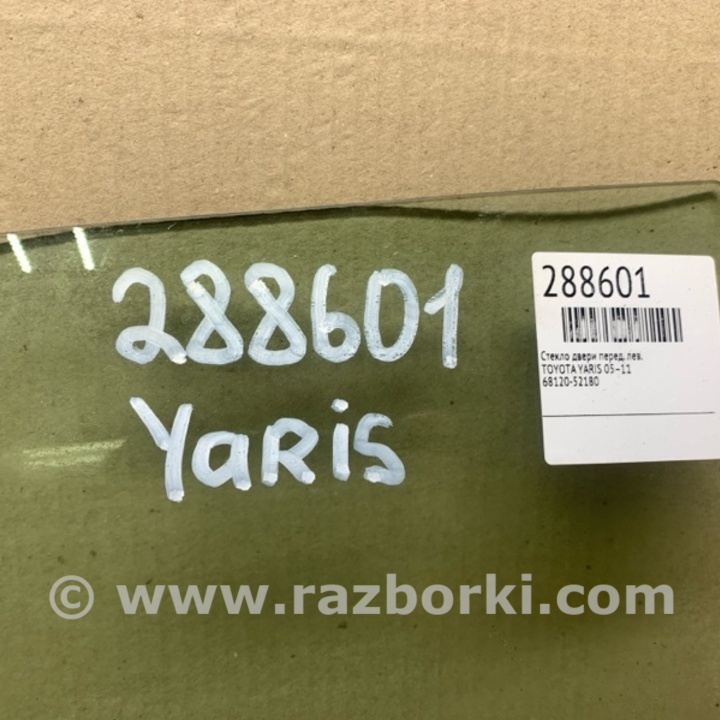 288601
Yaris
288601
Стекло двери перед. лев.
TOYOTA YARIS 05-11
68120-52180
© www.razborki.com